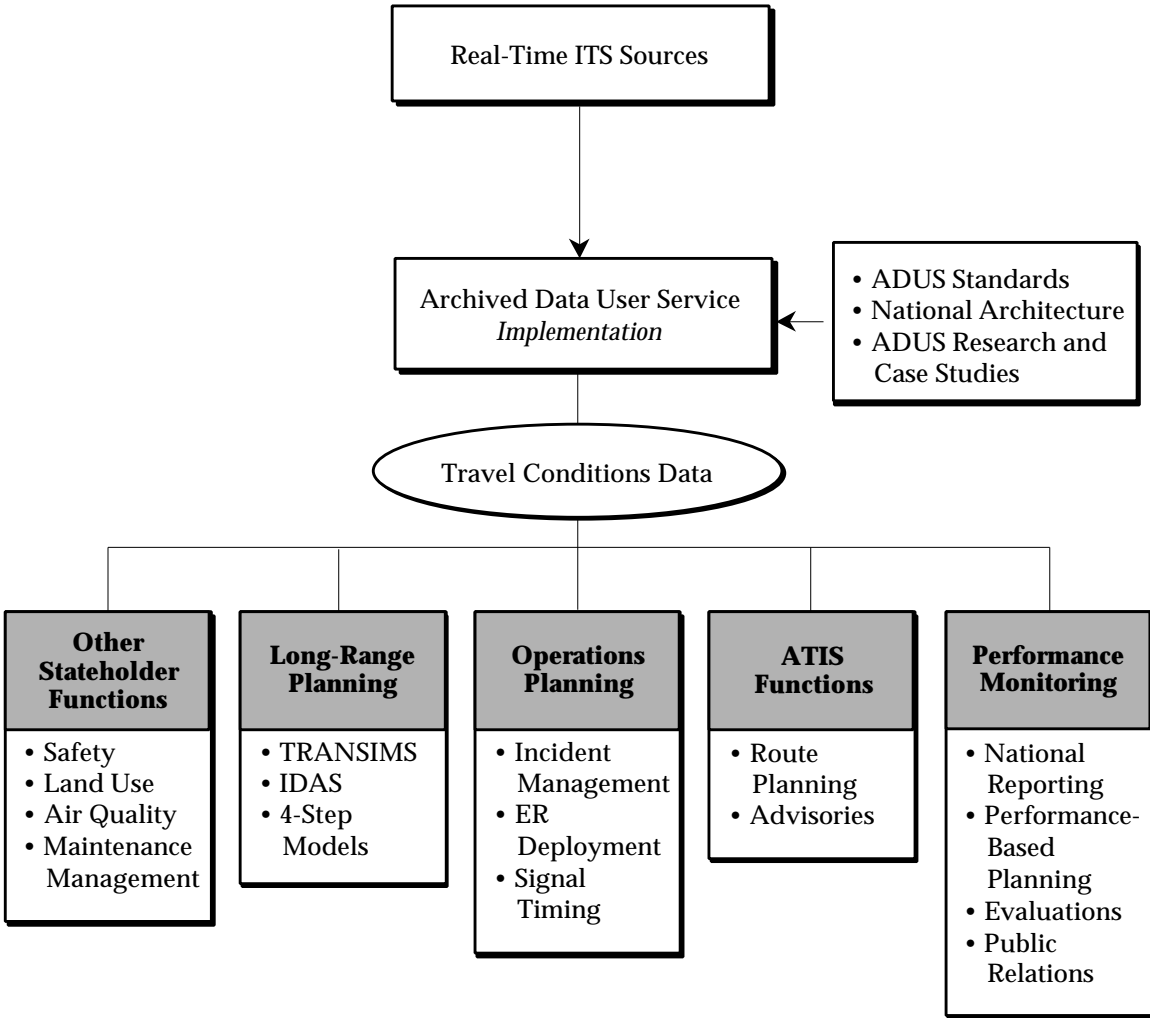 Real-Time ITS Sources
Archived Data User Service
Implementation
• ADUS Standards
• National Architecture
• ADUS Research and
Case Studies
Travel Conditions Data
Other
Stateholder
Functions
• Safety
• Land Use
• Air Quality
• Maintenance
Management
Long-Range
Planning
• TRANSIMS
• IDAS
• 4-Step
Models
Operations
Planning
• Incident
Management
• ER
Deployment
• Signal
Timing
ATIS
Functions
• Route
Planning
• Advisories
Performance
Monitoring
• National
Reporting
• Performance-
Based
Planning
• Evaluations
• Public
Relations